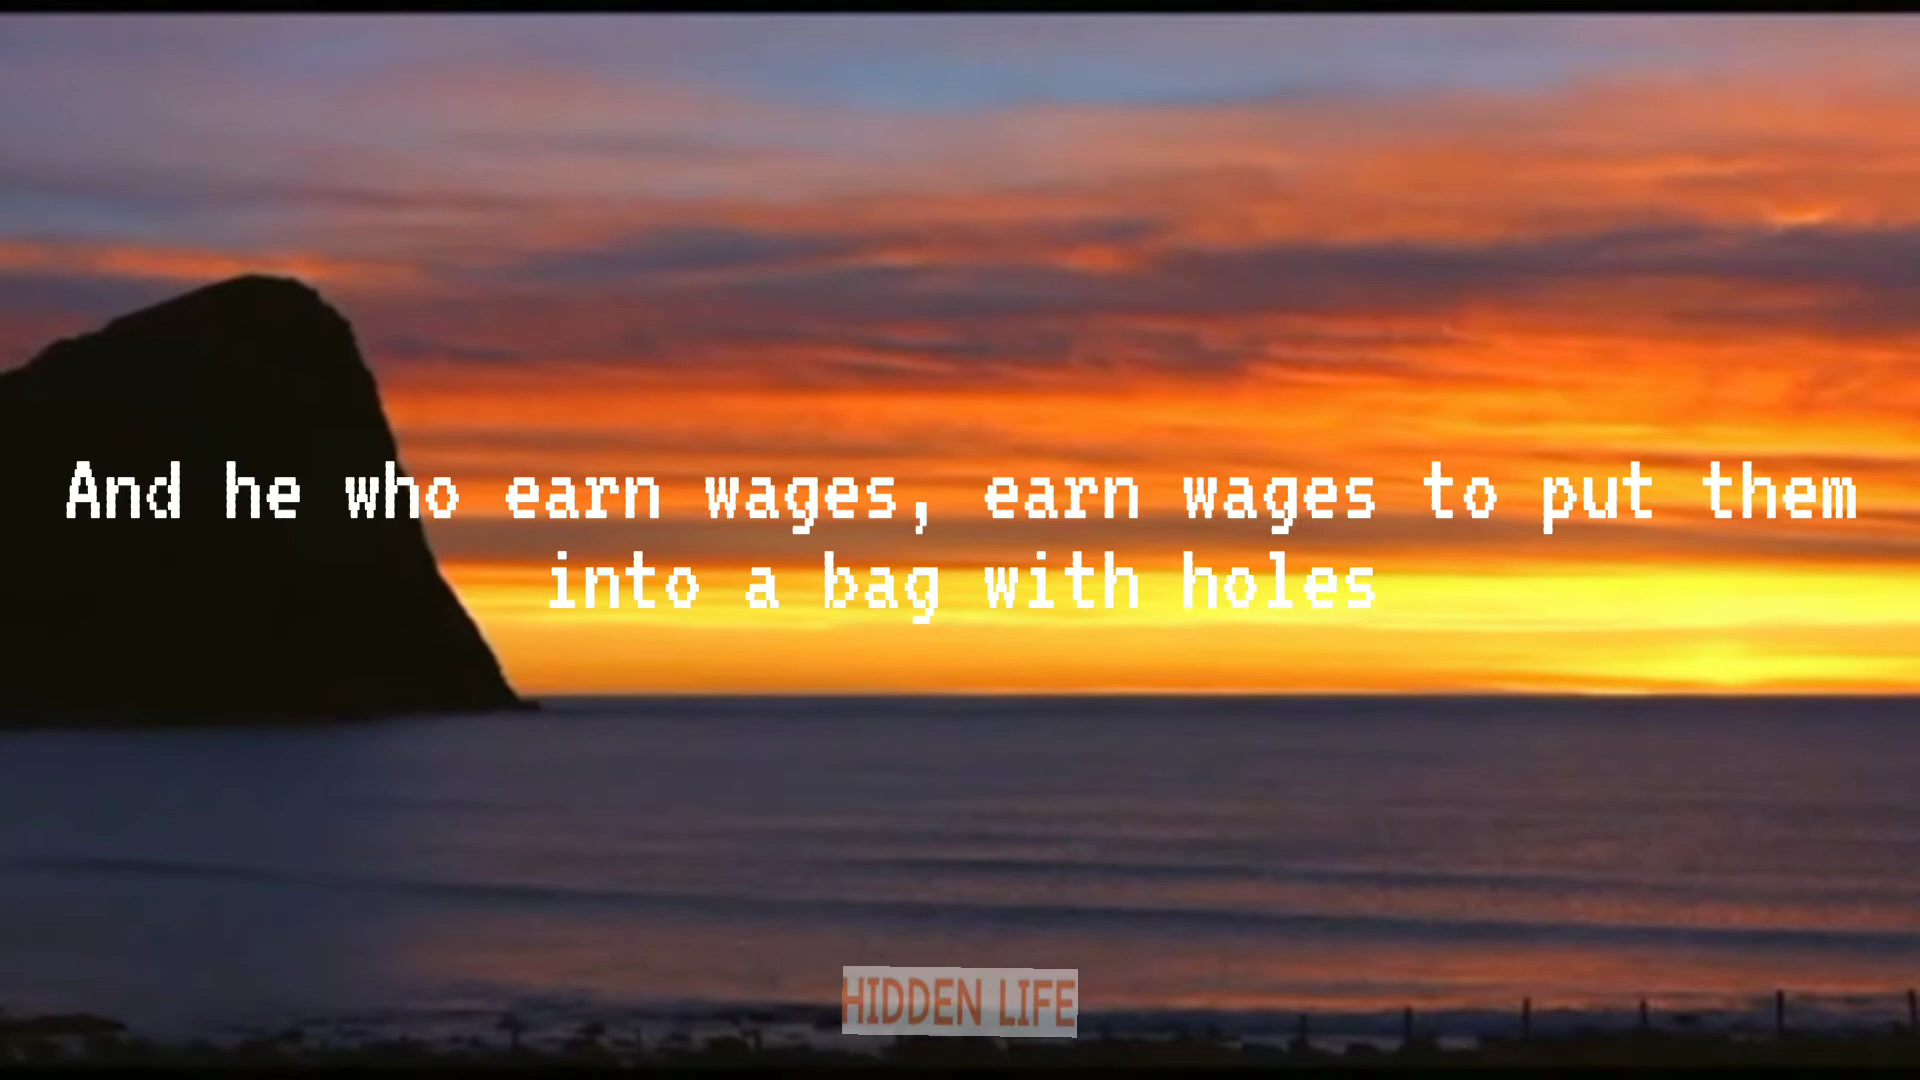 And he who earn wages, earn wages to put them
into a bag with holes
HIDDEN LIFE